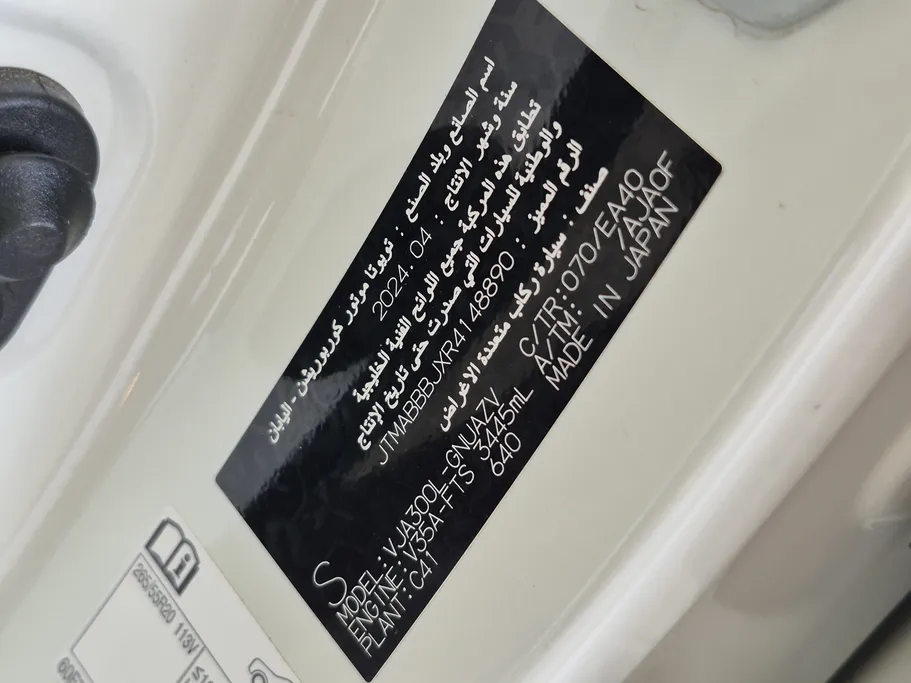 اسم الصانع وبلد الصنع : تويوتا موتور كوربوريشن - اليابان
سنة وشهر الانتاج : 2024.04
تطابق هذه المركبة جميع اللوائح الفنية الخليجية
والوطنية للسيارات التي صدرت حتى تاريخ الإنتاج
الرقم المميز : JTMABBBJXR4148890
صنف : سيارة ركاب متعددة الاغراض
S
MODEL: VJA300L-GNUAZV C/TR: 070/EA40
ENGINE: V35A-FTS 3445mL A/TM: /AJA0F
PLANT: C41 640 MADE IN JAPAN
265/55R20 113V